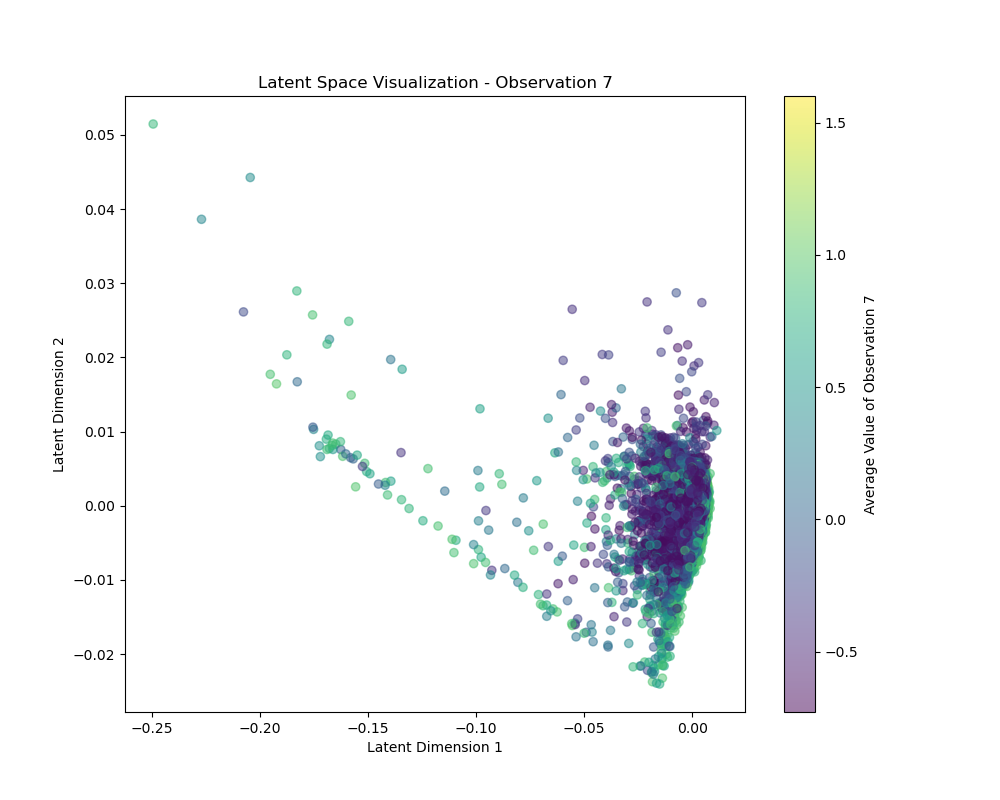 Latent Space Visualization - Observation 7
0.05
0.04
0.03
0.02
0.01
0.00
−0.01
−0.02
Latent Dimension 2
−0.25 −0.20 −0.15 −0.10 −0.05 0.00
Latent Dimension 1
1.5
1.0
0.5
0.0
−0.5
Average Value of Observation 7